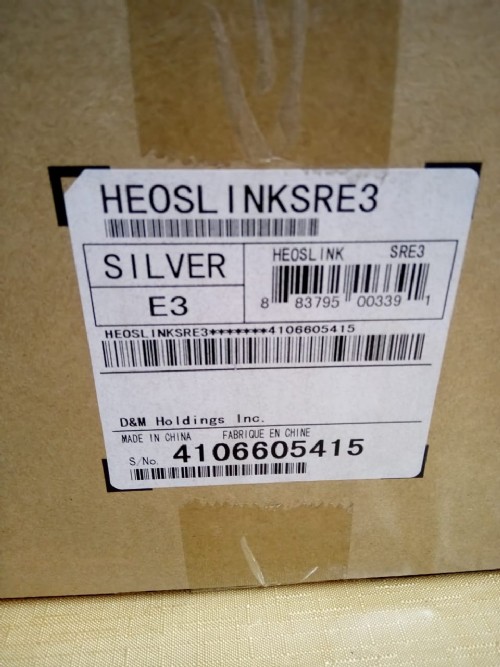 HEOSLINKSRE3
SILVER
E3
HEOSLINK SRE3
8 83795 00339 1
HEOSLINKSRE3*******4106605415
D&M Holdings Inc.
MADE IN CHINA FABRIQUE EN CHINE
S/No. 4106605415